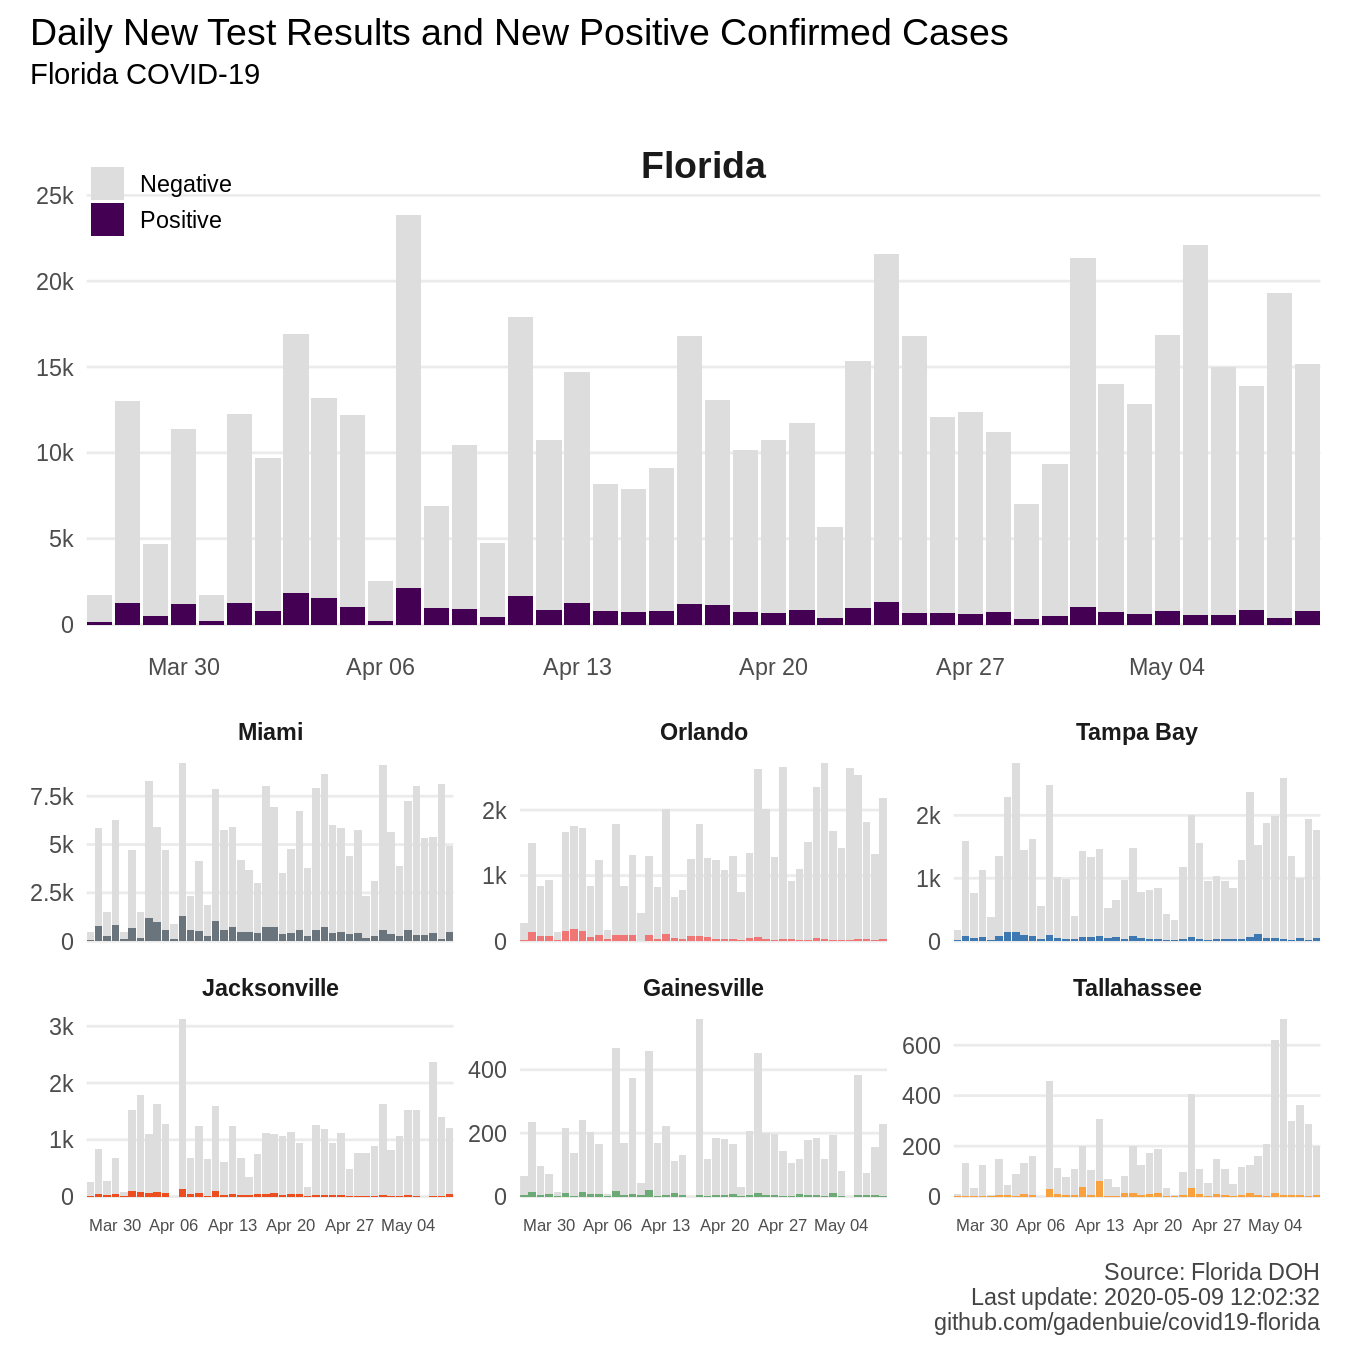 Daily New Test Results and New Positive Confirmed Cases
Florida COVID-19
Florida
Negative
Positive
25k
20k
15k
10k
5k
0
Mar 30 Apr 06 Apr 13 Apr 20 Apr 27 May 04
Miami
7.5k
5k
2.5k
0
Orlando
2k
1k
0
Tampa Bay
2k
1k
0
Jacksonville
3k
2k
1k
0
Mar 30 Apr 06 Apr 13 Apr 20 Apr 27 May 04
Gainesville
400
200
0
Mar 30 Apr 06 Apr 13 Apr 20 Apr 27 May 04
Tallahassee
600
400
200
0
Mar 30 Apr 06 Apr 13 Apr 20 Apr 27 May 04
Source: Florida DOH
Last update: 2020-05-09 12:02:32
github.com/gadenbuie/covid19-florida